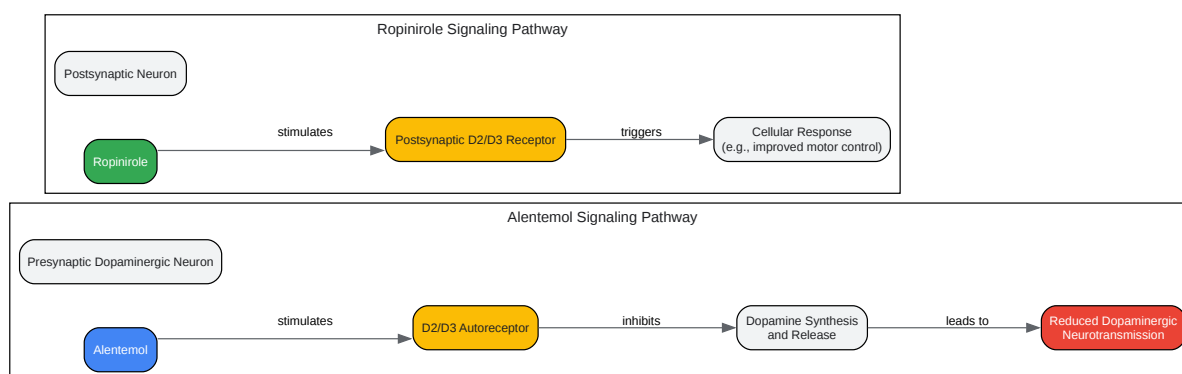 Ropinirole Signaling Pathway
Postsynaptic Neuron
Ropinirole
stimulates
Postsynaptic D2/D3 Receptor
triggers
Cellular Response
(e.g., improved motor control)
Alentemol Signaling Pathway
Presynaptic Dopaminergic Neuron
Alentemol
stimulates
D2/D3 Autoreceptor
inhibits
Dopamine Synthesis
and Release
leads to
Reduced Dopaminergic
Neurotransmission